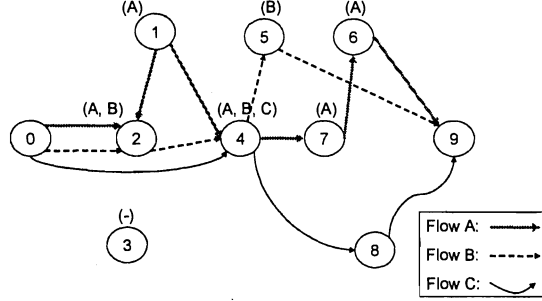 (A)
1
(B)
5
(A)
6
(A, B)
(A, B, C)
(A)
0
2
4
7
9
(-)
3
8
Flow A:
Flow B:
Flow C: